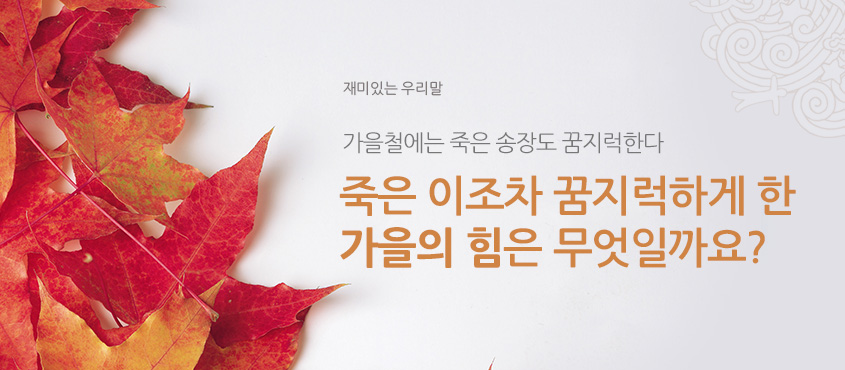 재미있는 우리말
가을철에는 죽은 송장도 꿈지럭한다
죽은 이조차 꿈지럭하게 한
가을의 힘은 무엇일까요?